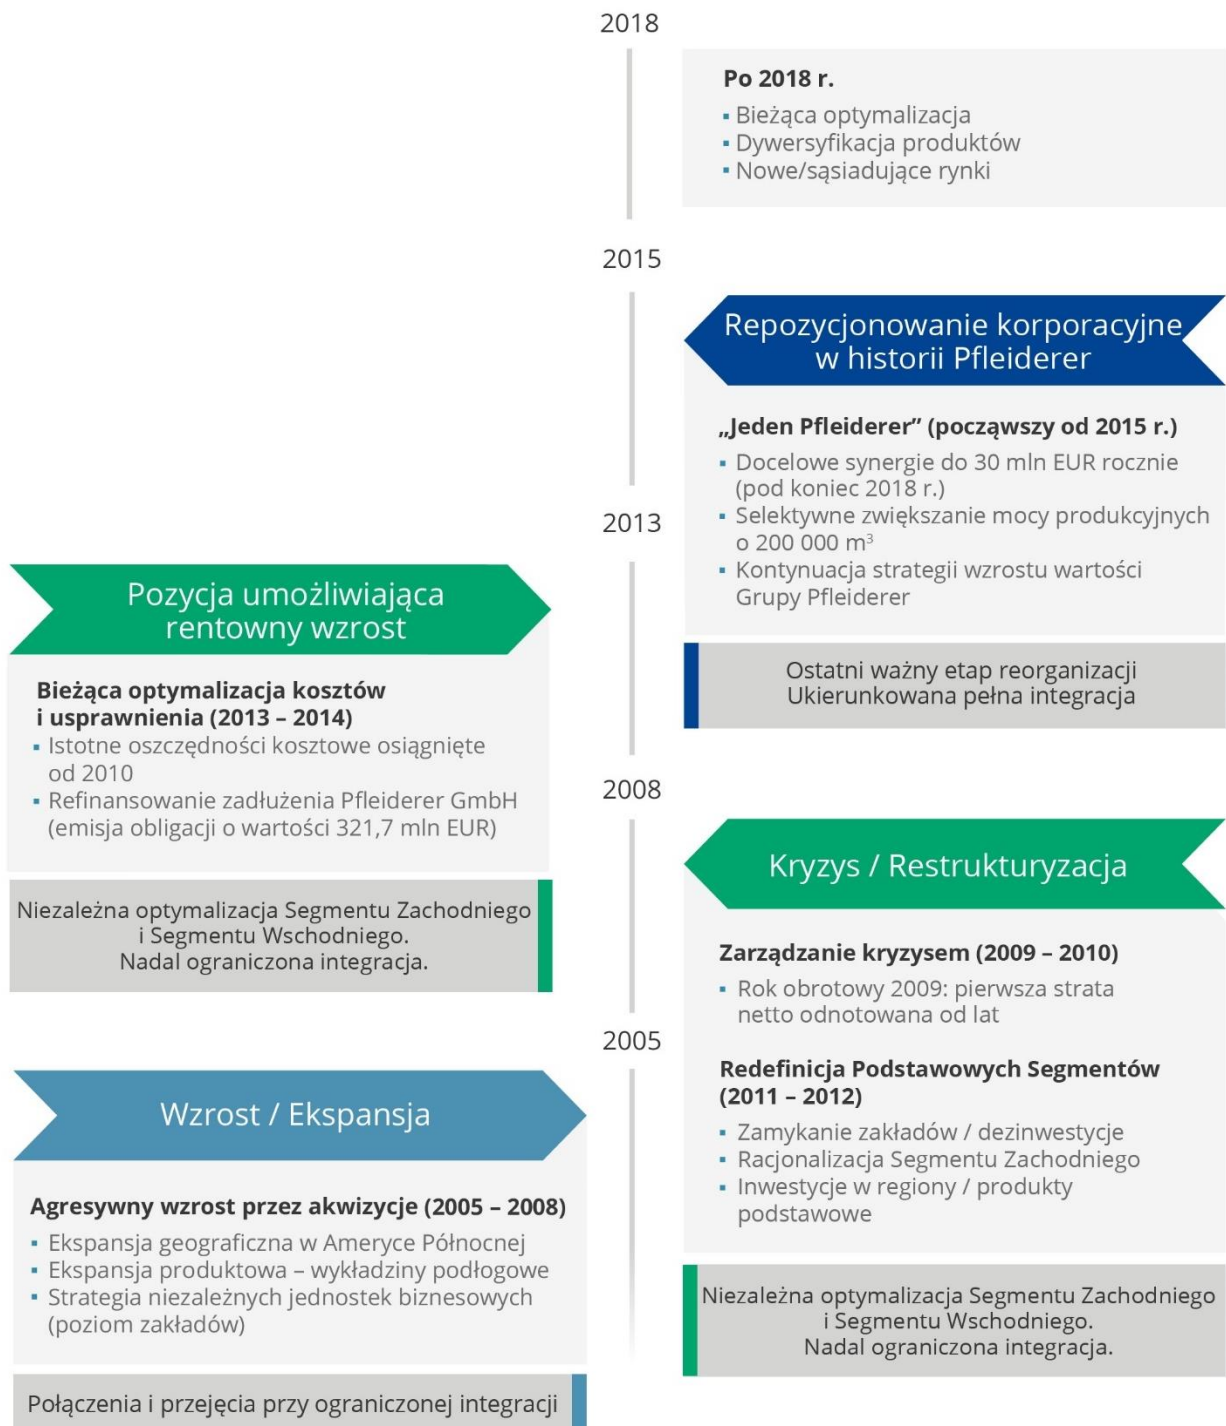 2018
Po 2018 r.
▪ Bieżąca optymalizacja
▪ Dywersyfikacja produktów
▪ Nowe/sąsiadujące rynki
2015
Repozycjonowanie korporacyjne
w historii Pfleiderer
„Jeden Pfleiderer” (począwszy od 2015 r.)
▪ Docelowe synergie do 30 mln EUR rocznie
(pod koniec 2018 r.)
▪ Selektywne zwiększanie mocy produkcyjnych
o 200 000 m³
▪ Kontynuacja strategii wzrostu wartości
Grupy Pfleiderer
Ostatni ważny etap reorganizacji
Ukierunkowana pełna integracja
2013
Pozycja umożliwiająca
rentowny wzrost
Bieżąca optymalizacja kosztów
i usprawnienia (2013 – 2014)
▪ Istotne oszczędności kosztowe osiągnięte
od 2010
▪ Refinansowanie zadłużenia Pfleiderer GmbH
(emisja obligacji o wartości 321,7 mln EUR)
Niezależna optymalizacja Segmentu Zachodniego
i Segmentu Wschodniego.
Nadal ograniczona integracja.
2008
Kryzys / Restrukturyzacja
Zarządzanie kryzysem (2009 – 2010)
▪ Rok obrotowy 2009: pierwsza strata
netto odnotowana od lat
Redefinicja Podstawowych Segmentów
(2011 – 2012)
▪ Zamykanie zakładów / dezinwestycje
▪ Racjonalizacja Segmentu Zachodniego
▪ Inwestycje w regiony / produkty
podstawowe
Niezależna optymalizacja Segmentu Zachodniego
i Segmentu Wschodniego.
Nadal ograniczona integracja.
2005
Wzrost / Ekspansja
Agresywny wzrost przez akwizycje (2005 – 2008)
▪ Ekspansja geograficzna w Ameryce Północnej
▪ Ekspansja produktowa – wykładziny podłogowe
▪ Strategia niezależnych jednostek biznesowych
(poziom zakładów)
Połączenia i przejęcia przy ograniczonej integracji